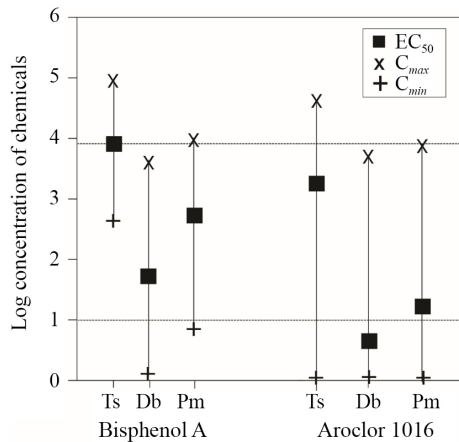 Log concentration of chemicals
6
5
4
3
2
1
0
■ EC50
x Cmax
+ Cmin
Ts Db Pm Ts Db Pm
Bisphenol A Aroclor 1016